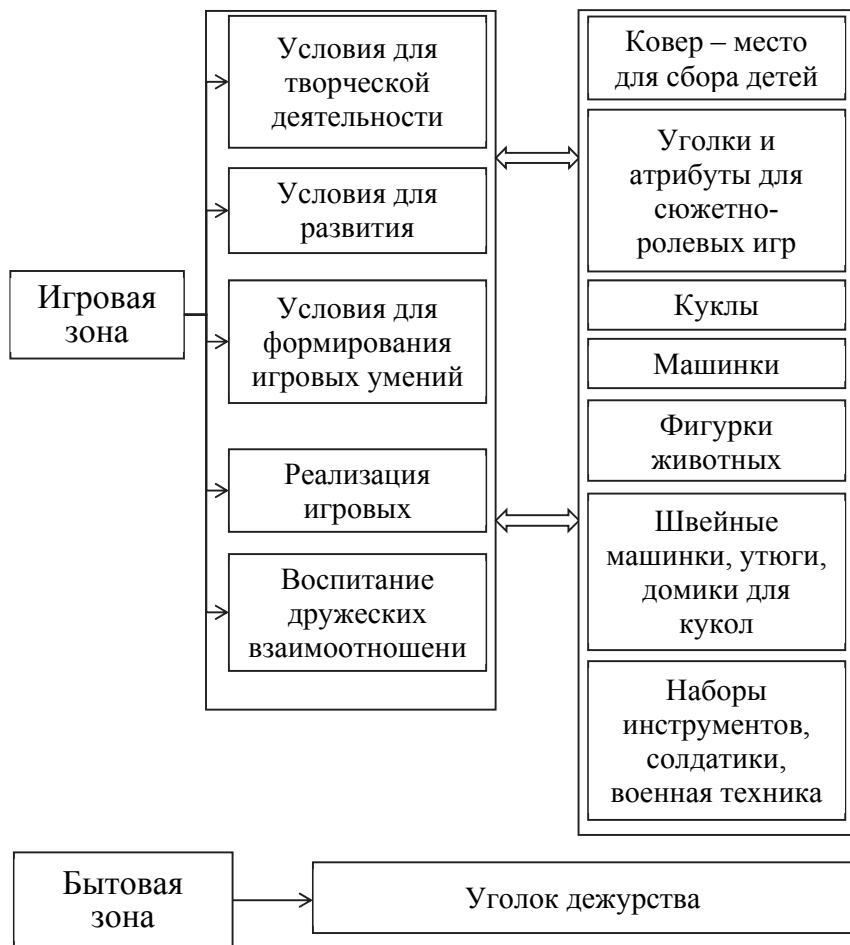 Игровая
зона
Условия для
творческой
деятельности
Условия для
развития
Условия для
формирования
игровых умений
Реализация
игровых
Воспитание
дружеских
взаимоотношени
Ковер – место
для сбора детей
Уголки и
атрибуты для
сюжетно-
ролевых игр
Куклы
Машинки
Фигурки
животных
Швейные
машинки, утюги,
домики для
кукол
Наборы
инструментов,
солдатики,
военная техника
Бытовая
зона
Уголок дежурства